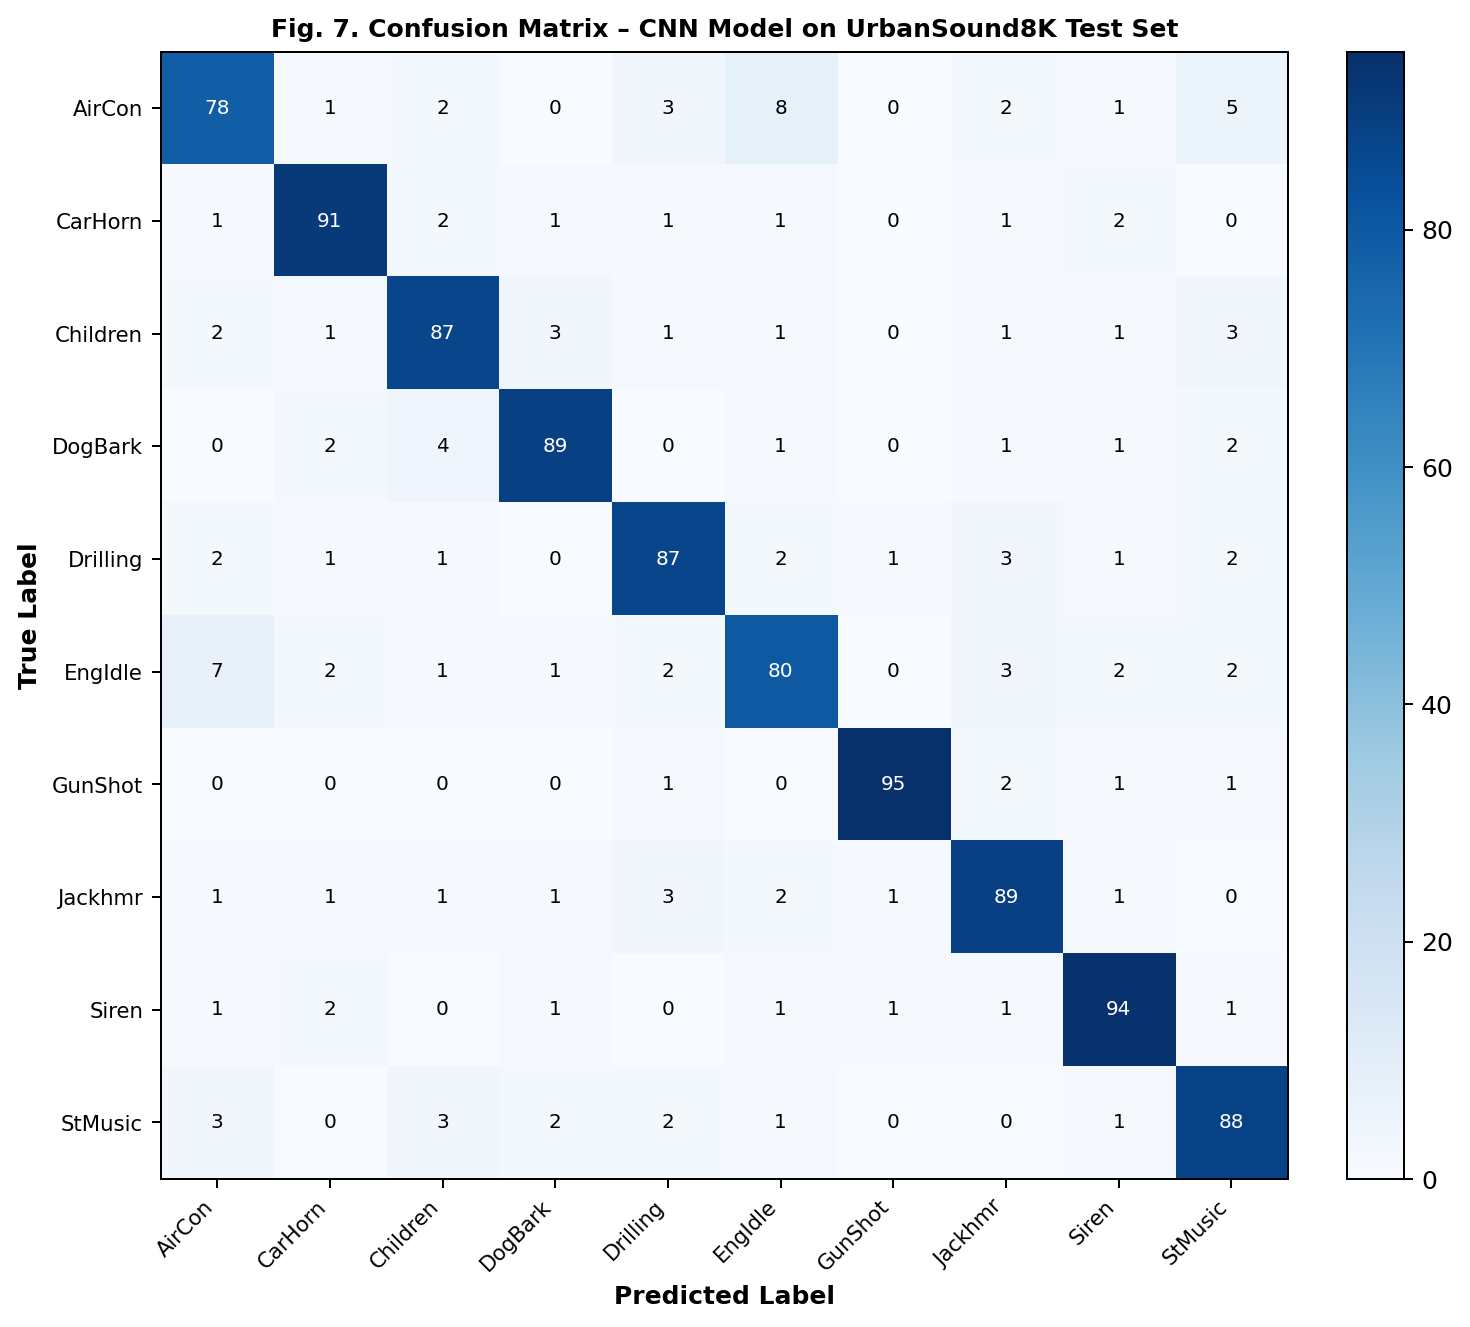 Fig. 7. Confusion Matrix – CNN Model on UrbanSound8K Test Set
AirCon 78 1 2 0 3 8 0 2 1 5
CarHorn 1 91 2 1 1 1 0 1 2 0
Children 2 1 87 3 1 1 0 1 1 3
DogBark 0 2 4 89 0 1 0 1 1 2
Drilling 2 1 1 0 87 2 1 3 1 2
EngIdle 7 2 1 1 2 80 0 3 2 2
GunShot 0 0 0 0 1 0 95 2 1 1
Jackhmr 1 1 1 1 3 2 1 89 1 0
Siren 1 2 0 1 0 1 1 1 94 1
StMusic 3 0 3 2 2 1 0 0 1 88
True Label
AirCon CarHorn Children DogBark Drilling EngIdle GunShot Jackhmr Siren StMusic
Predicted Label
80
60
40
20
0